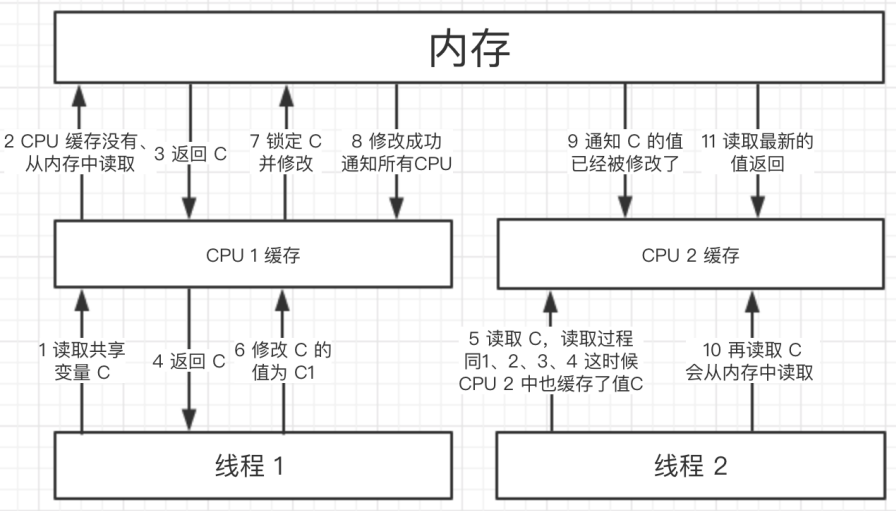 内存
2 CPU 缓存没有、
从内存中读取
3 返回 C
7 锁定 C
并修改
8 修改成功
通知所有CPU
9 通知 C 的值
已经被修改了
11 读取最新的
值返回
CPU 1 缓存
CPU 2 缓存
1 读取共享
变量 C
4 返回 C
6 修改 C 的
值为 C1
5 读取 C，读取过程
同1、2、3、4 这时候
CPU 2 中也缓存了值C
10 再读取 C
会从内存中读取
线程 1
线程 2